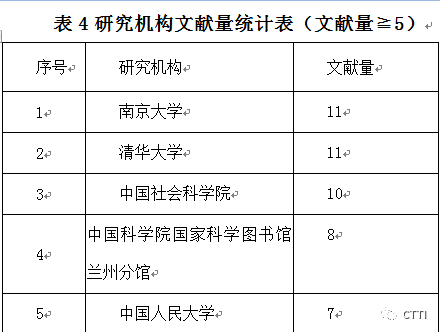 表 4 研究机构文献量统计表（文献量≧5）
序号 研究机构 文献量
1 南京大学 11
2 清华大学 11
3 中国社会科学院 10
4 中国科学院国家科学图书馆 8
兰州分馆
5 中国人民大学 7
CTTI